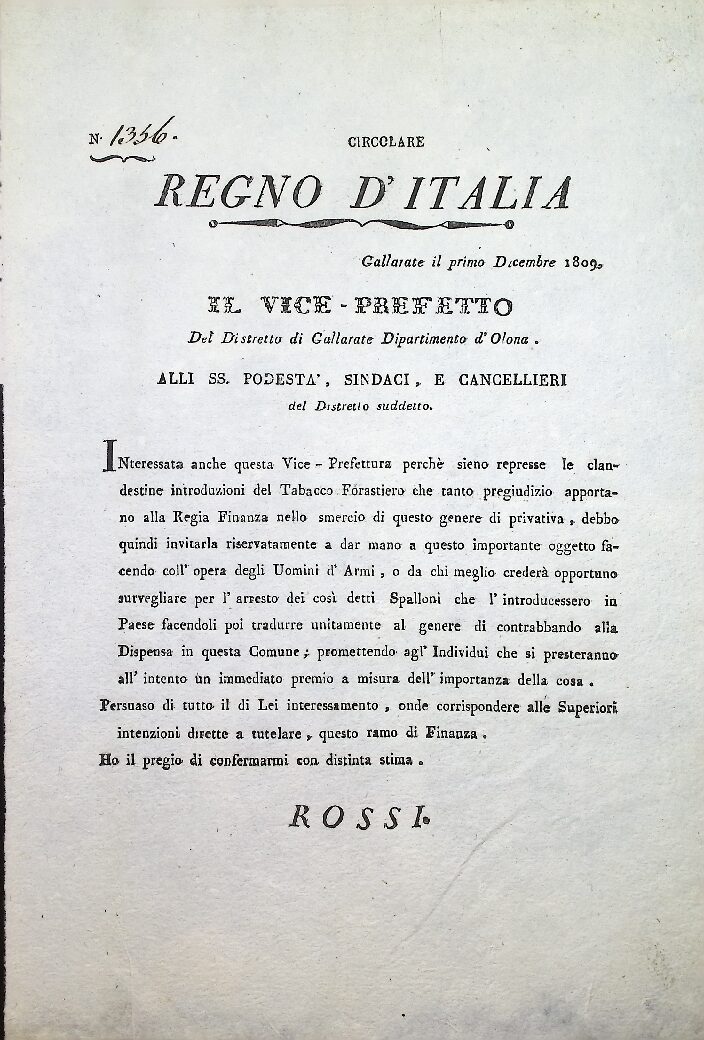 N. 1356.
CIRCOLARE
REGNO D' ITALIA
Gallarate il primo Dicembre 1809.
IL VICE - PREFETTO
Del Distretto di Gallarate Dipartimento d' Olona .
ALLI SS. PODESTA' , SINDACI , E CANCELLIERI
del Distretto suddetto.
INteressata anche questa Vice - Prefettura perchè sieno represse le clan-
destine introduzioni del Tabacco Forastiero che tanto pregiudizio apporta-
no alla Regia Finanza nello smercio di questo genere di privativa , debbo
quindi invitarla riservatamente a dar mano a questo importante oggetto fa-
cendo coll' opera degli Uomini d' Armi , o da chi meglio crederà opportuno
survegliare per l' arresto dei così detti Spalloni che l' introducessero in
Paese facendoli poi tradurre unitamente al genere di contrabbando alla
Dispensa in questa Comune ; promettendo agl' Individui che si presteranno
all' intento un immediato premio a misura dell' importanza della cosa .
Persuaso di tutto il di Lei interessamento , onde corrispondere alle Superiori
intenzioni dirette a tutelare , questo ramo di Finanza .
Ho il pregio di confermarmi con distinta stima .
ROSSI.